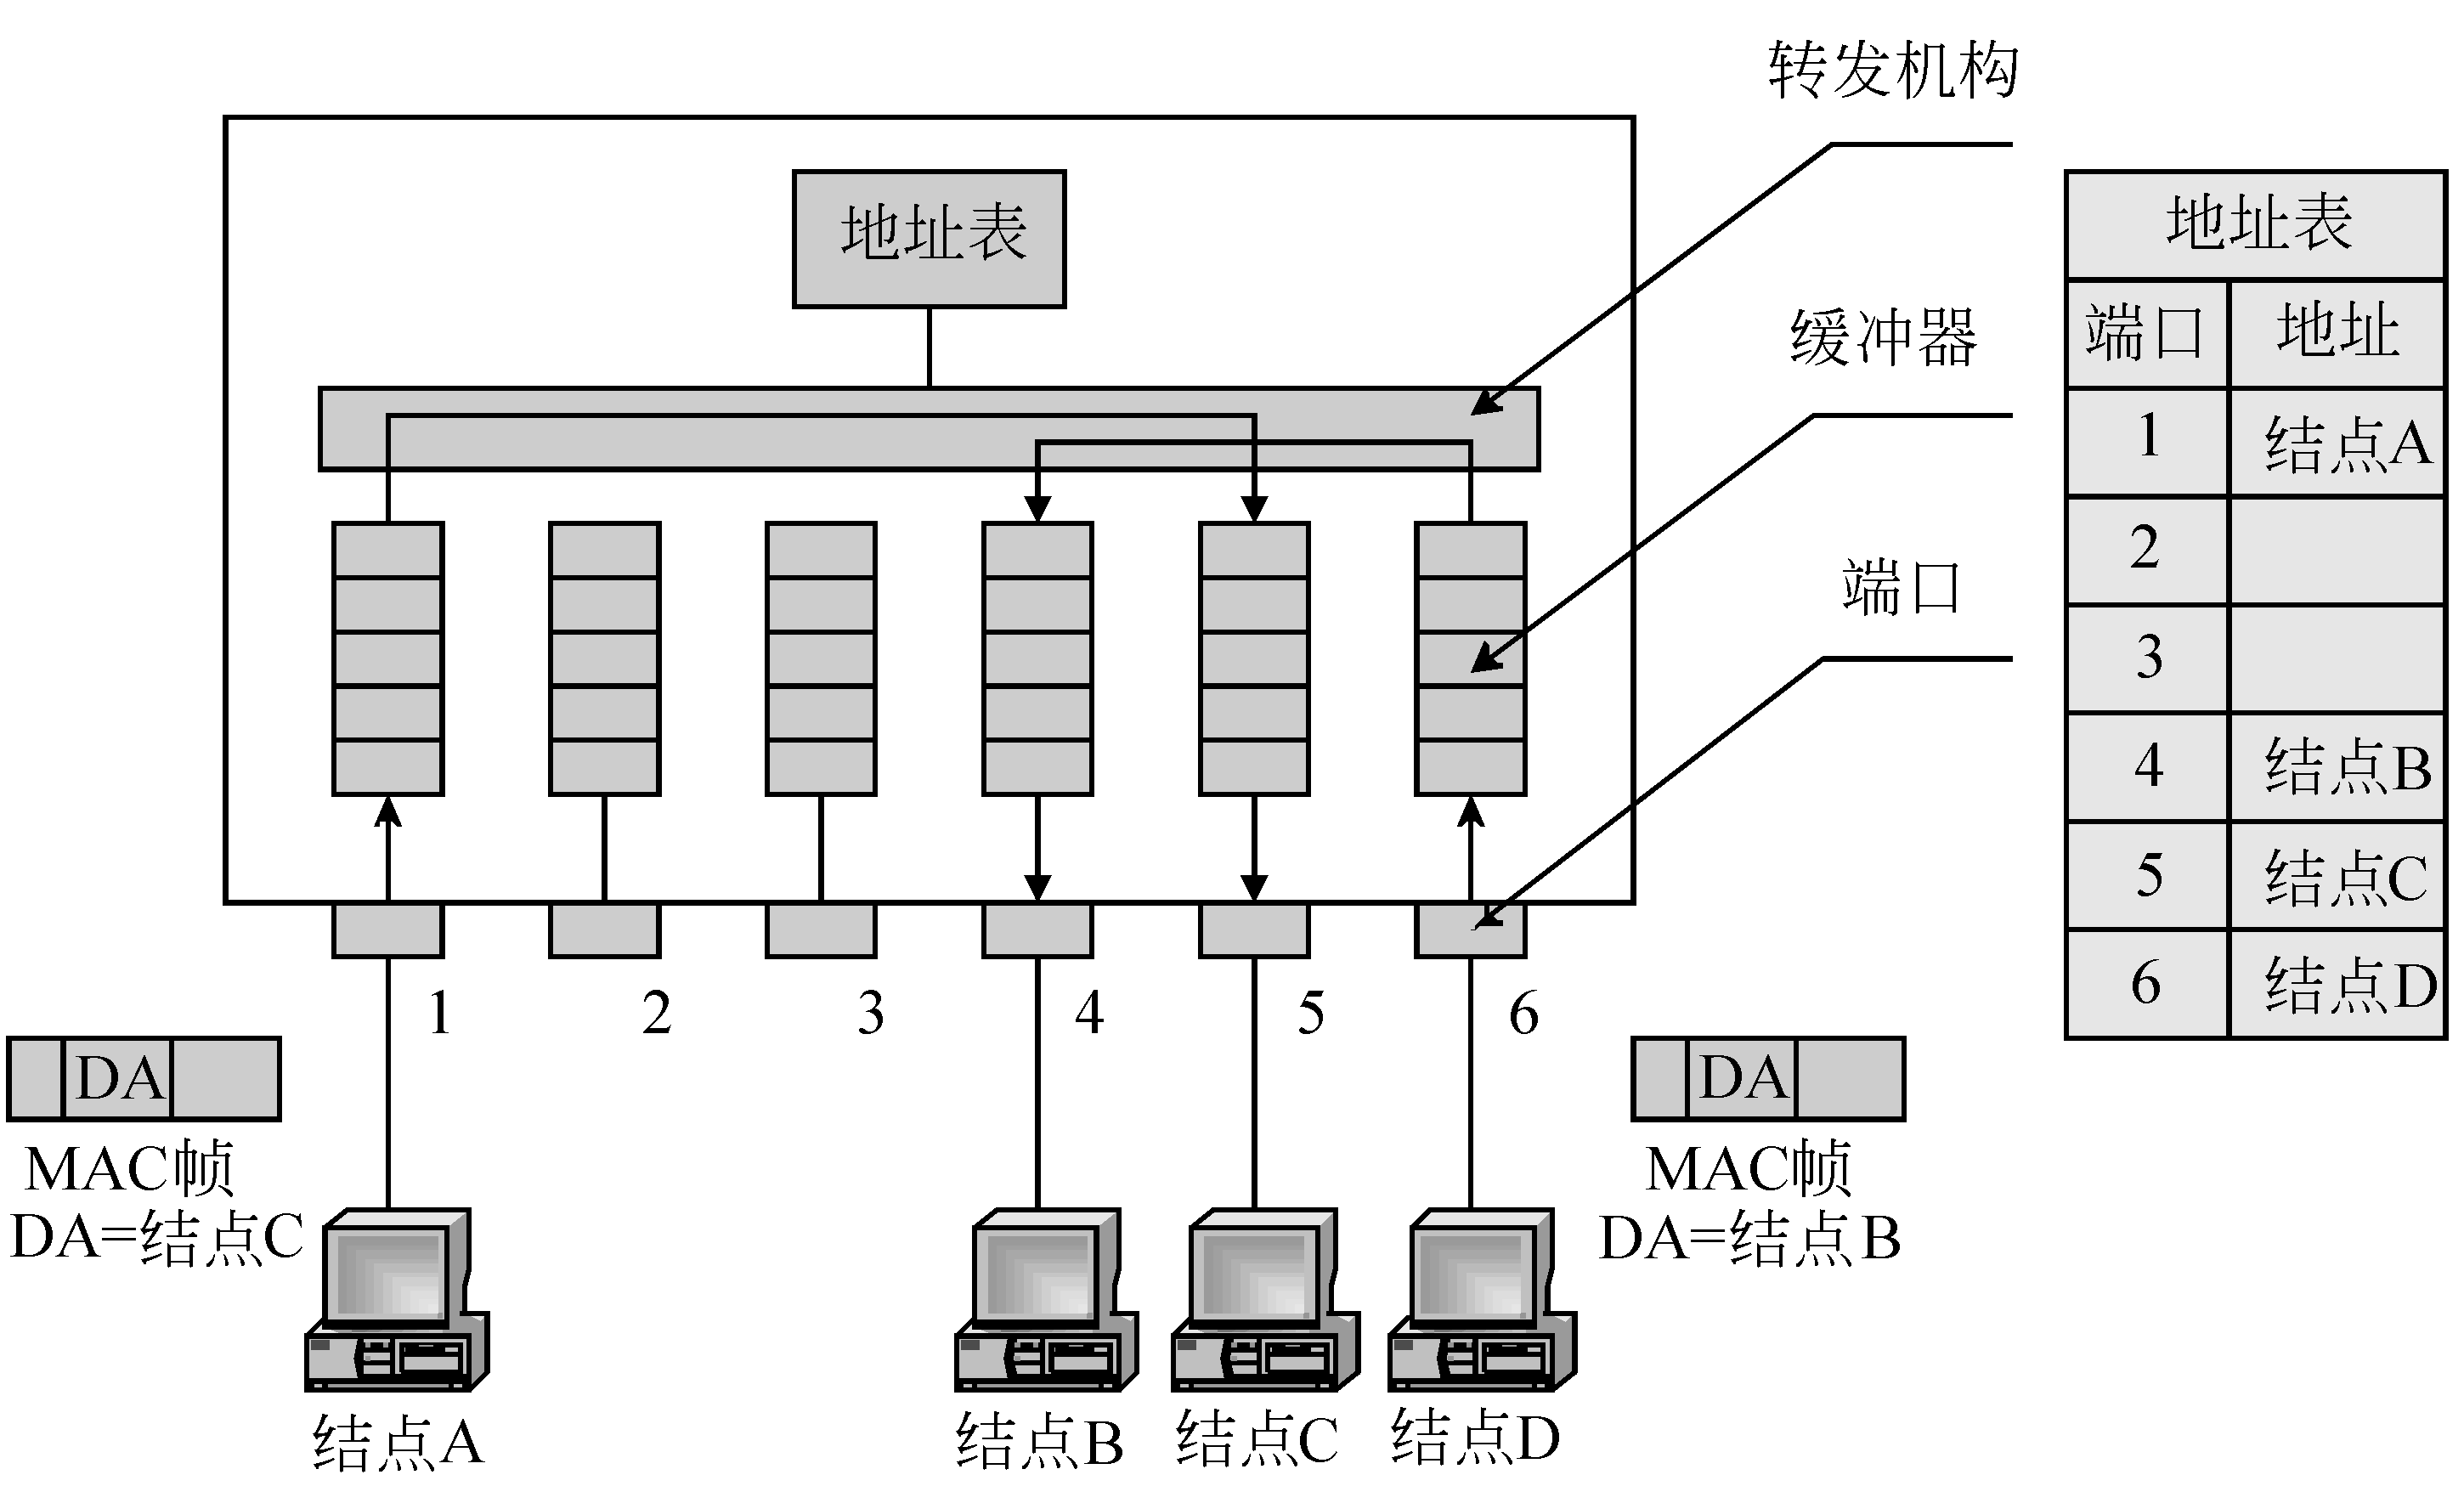 转发机构
地址表
缓冲器
端口
地址表
端口 地址
1 结点A
2
3
4 结点B
5 结点C
6 结点D
1 2 3 4 5 6
DA
MAC帧
DA=结点C
DA
MAC帧
DA=结点B
结点A 结点B 结点C 结点D